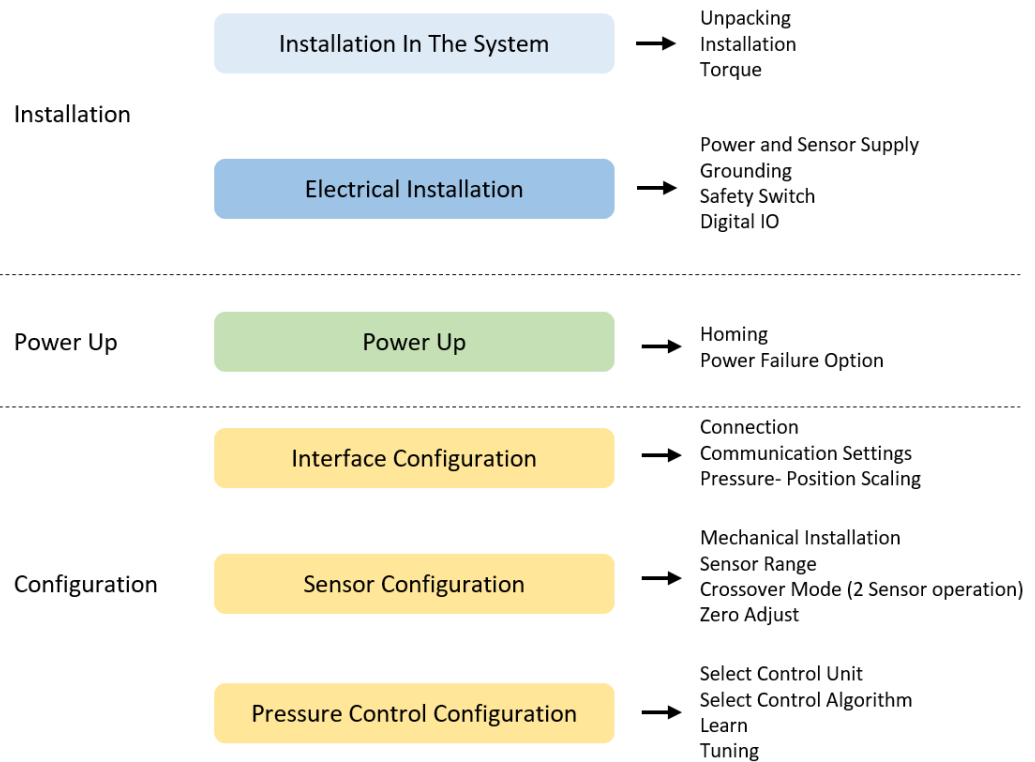 Installation
Installation In The System
Unpacking
Installation
Torque
Electrical Installation
Power and Sensor Supply
Grounding
Safety Switch
Digital IO
Power Up
Power Up
Homing
Power Failure Option
Configuration
Interface Configuration
Connection
Communication Settings
Pressure- Position Scaling
Sensor Configuration
Mechanical Installation
Sensor Range
Crossover Mode (2 Sensor operation)
Zero Adjust
Pressure Control Configuration
Select Control Unit
Select Control Algorithm
Learn
Tuning